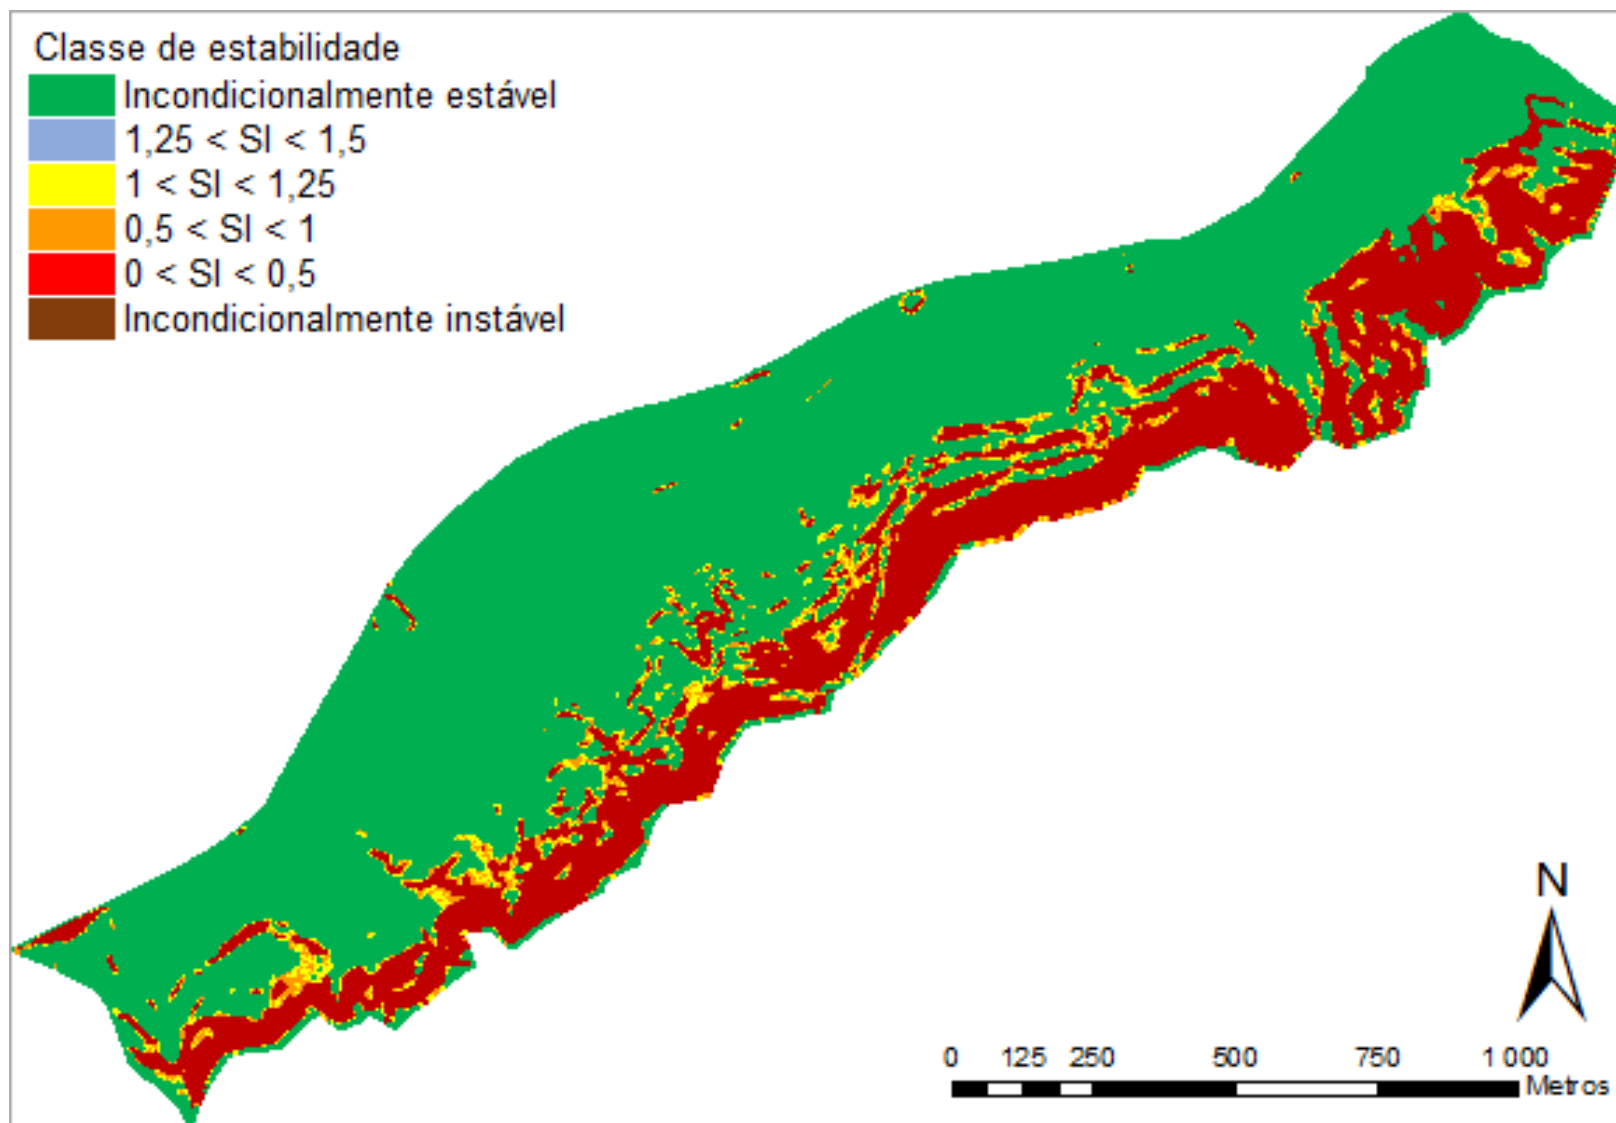 Classe de estabilidade
Incondicionalmente estável
1,25 < SI < 1,5
1 < SI < 1,25
0,5 < SI < 1
0 < SI < 0,5
Incondicionalmente instável
N
0 125 250 500 750 1 000
Metros